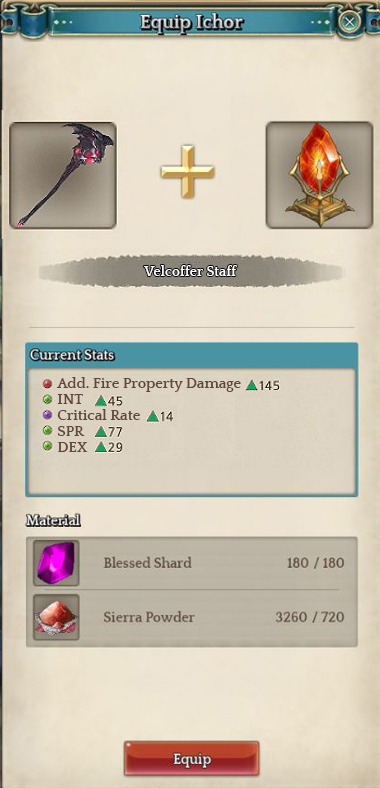 Equip Ichor
Velcoffer Staff
Current Stats
Add. Fire Property Damage ▲145
INT ▲45
Critical Rate ▲14
SPR ▲77
DEX ▲29
Material
Blessed Shard 180 / 180
Sierra Powder 3260 / 720
Equip